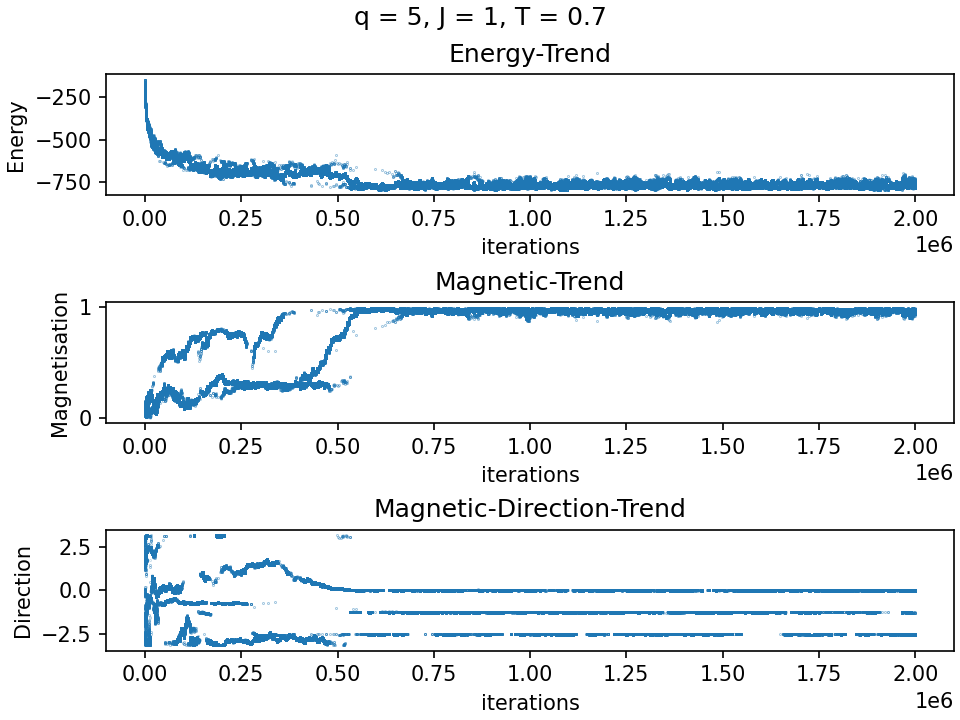 q = 5, J = 1, T = 0.7
Energy-Trend
Energy
−250
−500
−750
0.00 0.25 0.50 0.75 1.00 1.25 1.50 1.75 2.00
iterations
1e6
Magnetic-Trend
Magnetisation
1
0
0.00 0.25 0.50 0.75 1.00 1.25 1.50 1.75 2.00
iterations
1e6
Magnetic-Direction-Trend
Direction
2.5
0.0
−2.5
0.00 0.25 0.50 0.75 1.00 1.25 1.50 1.75 2.00
iterations
1e6